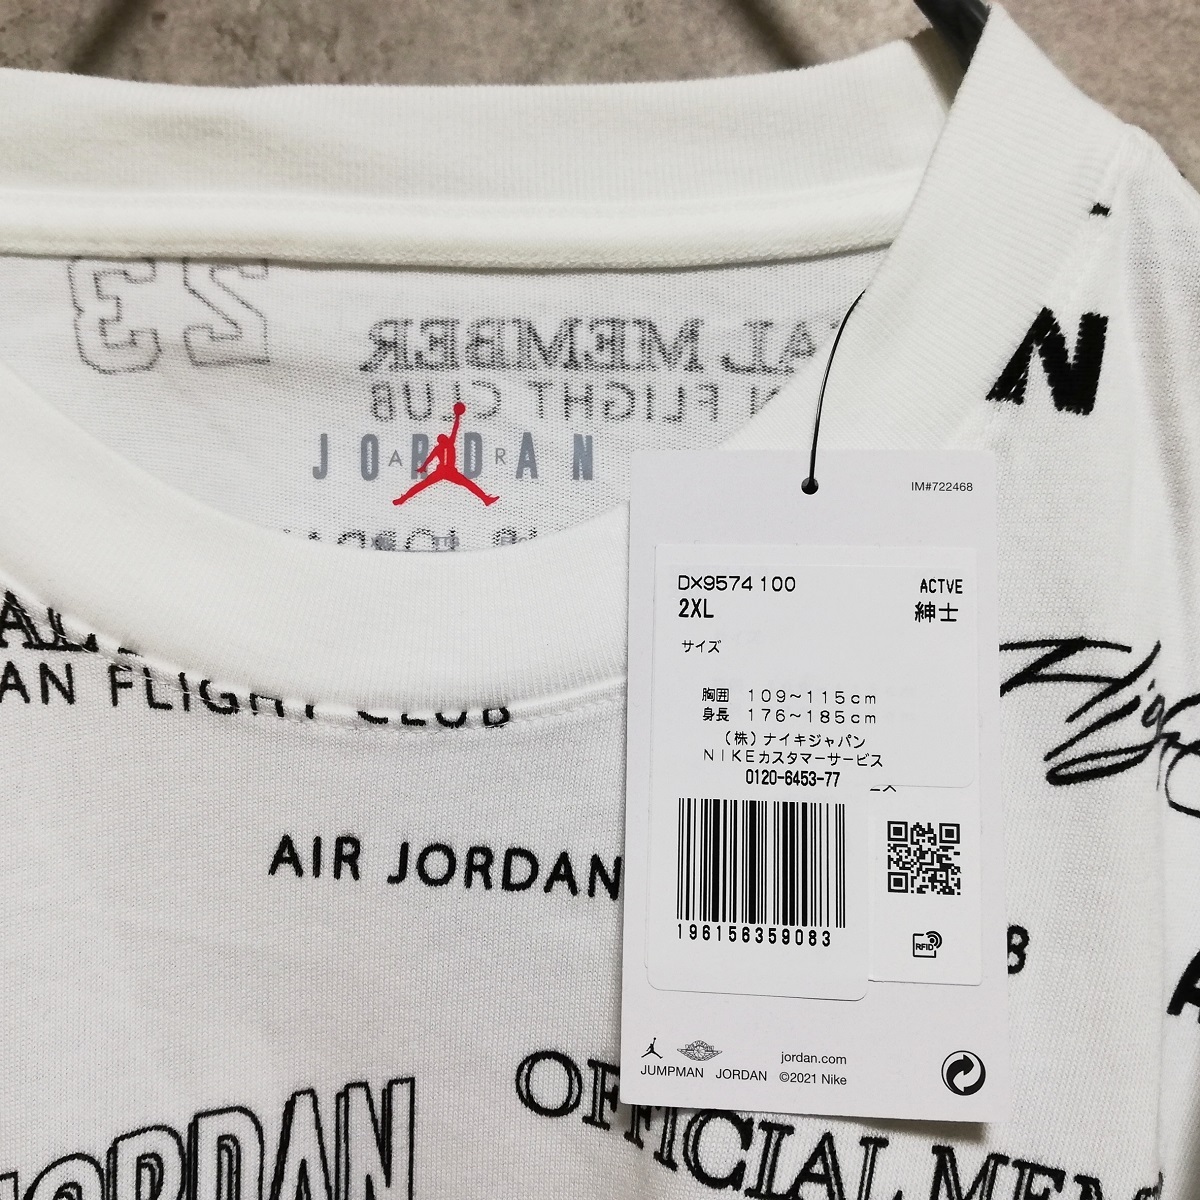 23
AL MEMBER
N FLIGHT CLUB
JORDAN
AIR
N
IM#722468
DX9574 100 ACTVE
2XL 紳士
サイズ
胸囲 109~115cm
身長 176~185cm
(株)ナイキジャパン
NIKEカスタマーサービス
0120-6453-77
196156359083
RFID
JUMPMAN JORDAN
jordan.com
©2021 Nike
AN FLIGHT CLUB
Flight
AIR JORDAN
B
JORDAN
OFFICIAL MEM